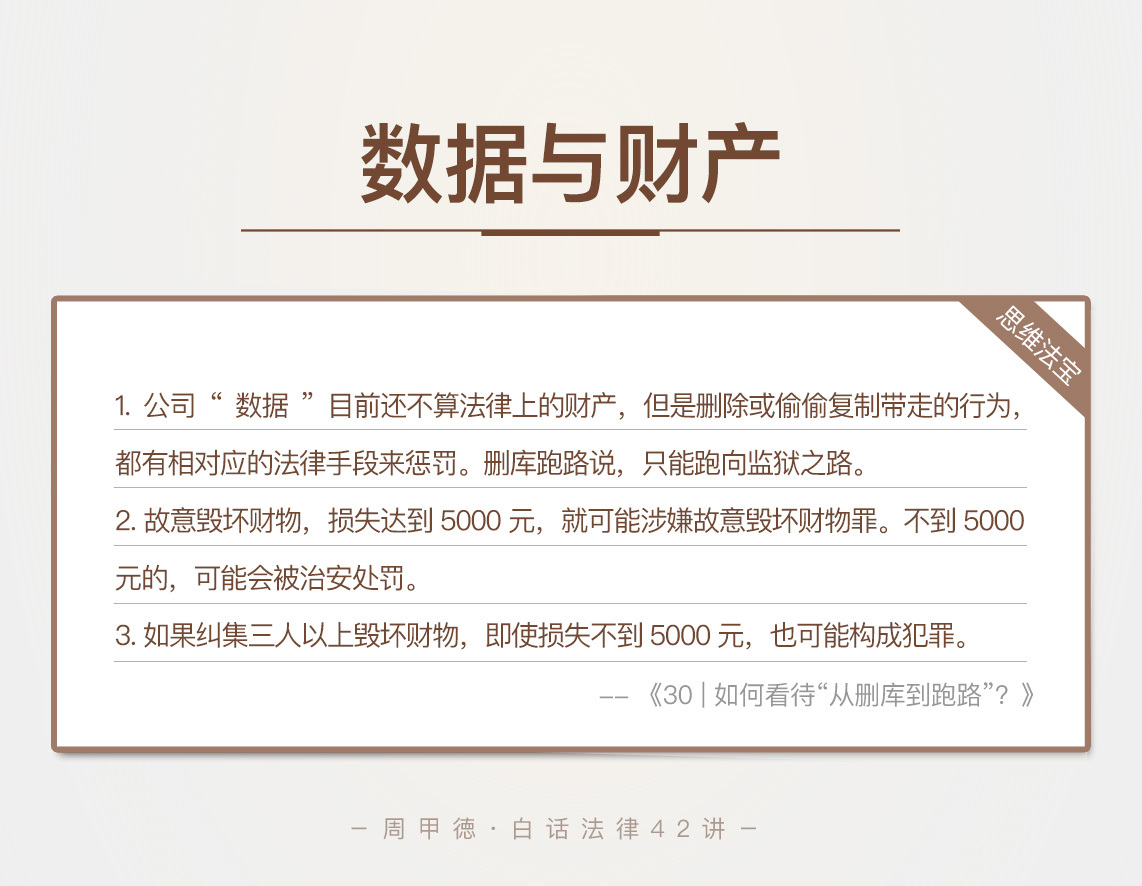 数据与财产
思维法宝
1. 公司 “ 数据 ” 目前还不算法律上的财产，但是删除或偷偷复制带走的行为，
都有相对应的法律手段来惩罚。删库跑路说，只能跑向监狱之路。
2. 故意毁坏财物，损失达到 5000 元，就可能涉嫌故意毁坏财物罪。不到 5000
元的，可能会被治安处罚。
3. 如果纠集三人以上毁坏财物，即使损失不到 5000 元，也可能构成犯罪。
-- 《30 | 如何看待“从删库到跑路”？》
— 周甲德 · 白话法律42讲 —